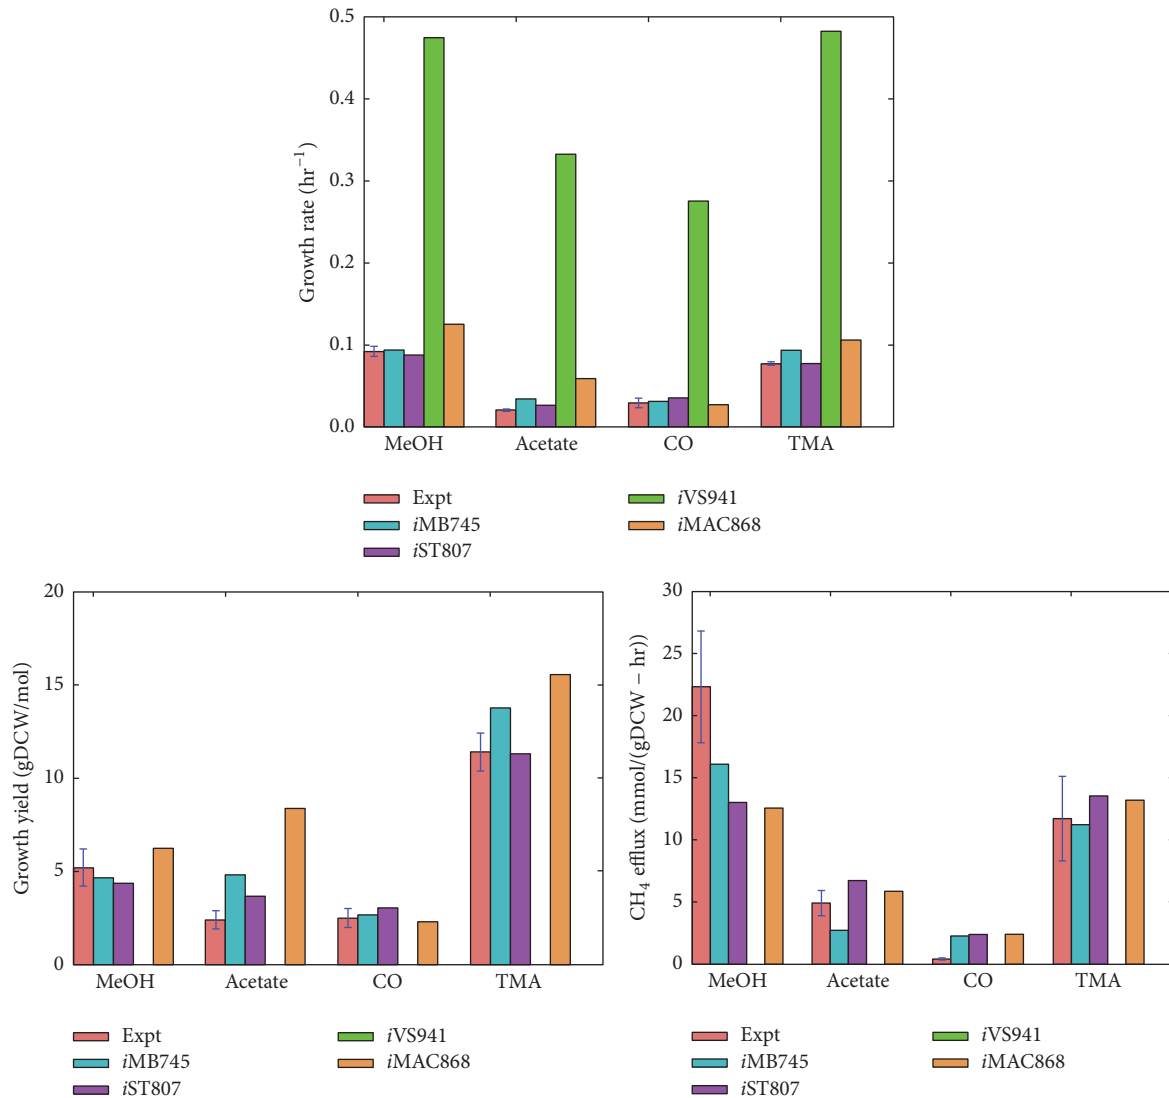 0.5
0.4
0.3
0.2
0.1
0.0
Growth rate (hr⁻¹)
MeOH Acetate CO TMA
Expt iVS941
iMB745 iMAC868
iST807
20
15
10
5
0
Growth yield (gDCW/mol)
MeOH Acetate CO TMA
Expt iVS941
iMB745 iMAC868
iST807
30
25
20
15
10
5
0
CH₄ efflux (mmol/(gDCW − hr))
MeOH Acetate CO TMA
Expt iVS941
iMB745 iMAC868
iST807